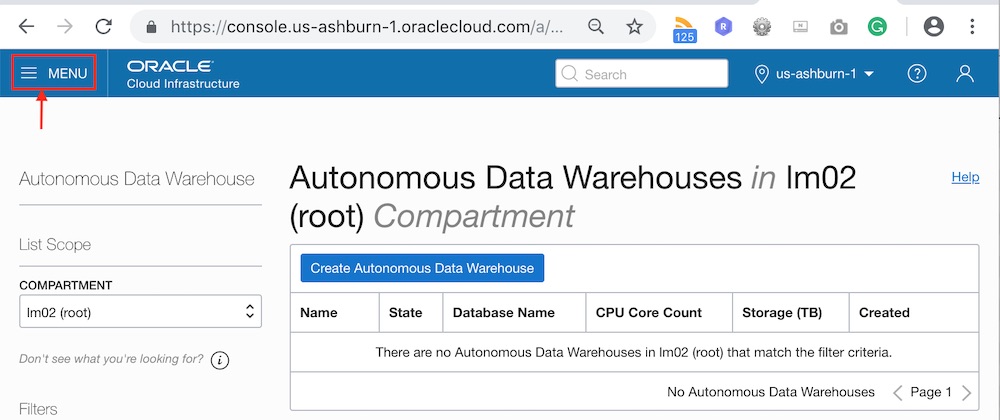 https://console.us-ashburn-1.oraclecloud.com/a/...
125
MENU
ORACLE
Cloud Infrastructure
Search
us-ashburn-1
Autonomous Data Warehouse
List Scope
COMPARTMENT
lm02 (root)
Don't see what you're looking for?
Filters
Autonomous Data Warehouses in lm02
(root) Compartment
Help
Create Autonomous Data Warehouse
Name State Database Name CPU Core Count Storage (TB) Created
There are no Autonomous Data Warehouses in lm02 (root) that match the filter criteria.
No Autonomous Data Warehouses Page 1